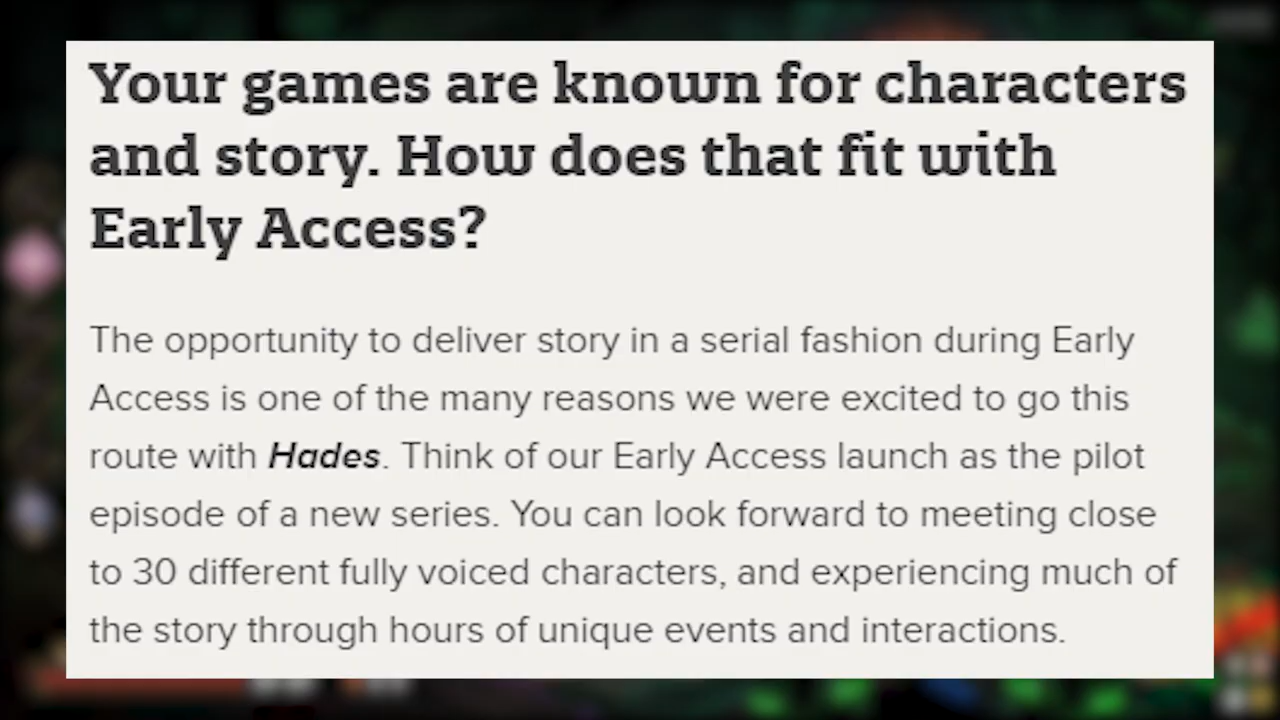 Your games are known for characters
and story. How does that fit with
Early Access?
The opportunity to deliver story in a serial fashion during Early
Access is one of the many reasons we were excited to go this
route with Hades. Think of our Early Access launch as the pilot
episode of a new series. You can look forward to meeting close
to 30 different fully voiced characters, and experiencing much of
the story through hours of unique events and interactions.